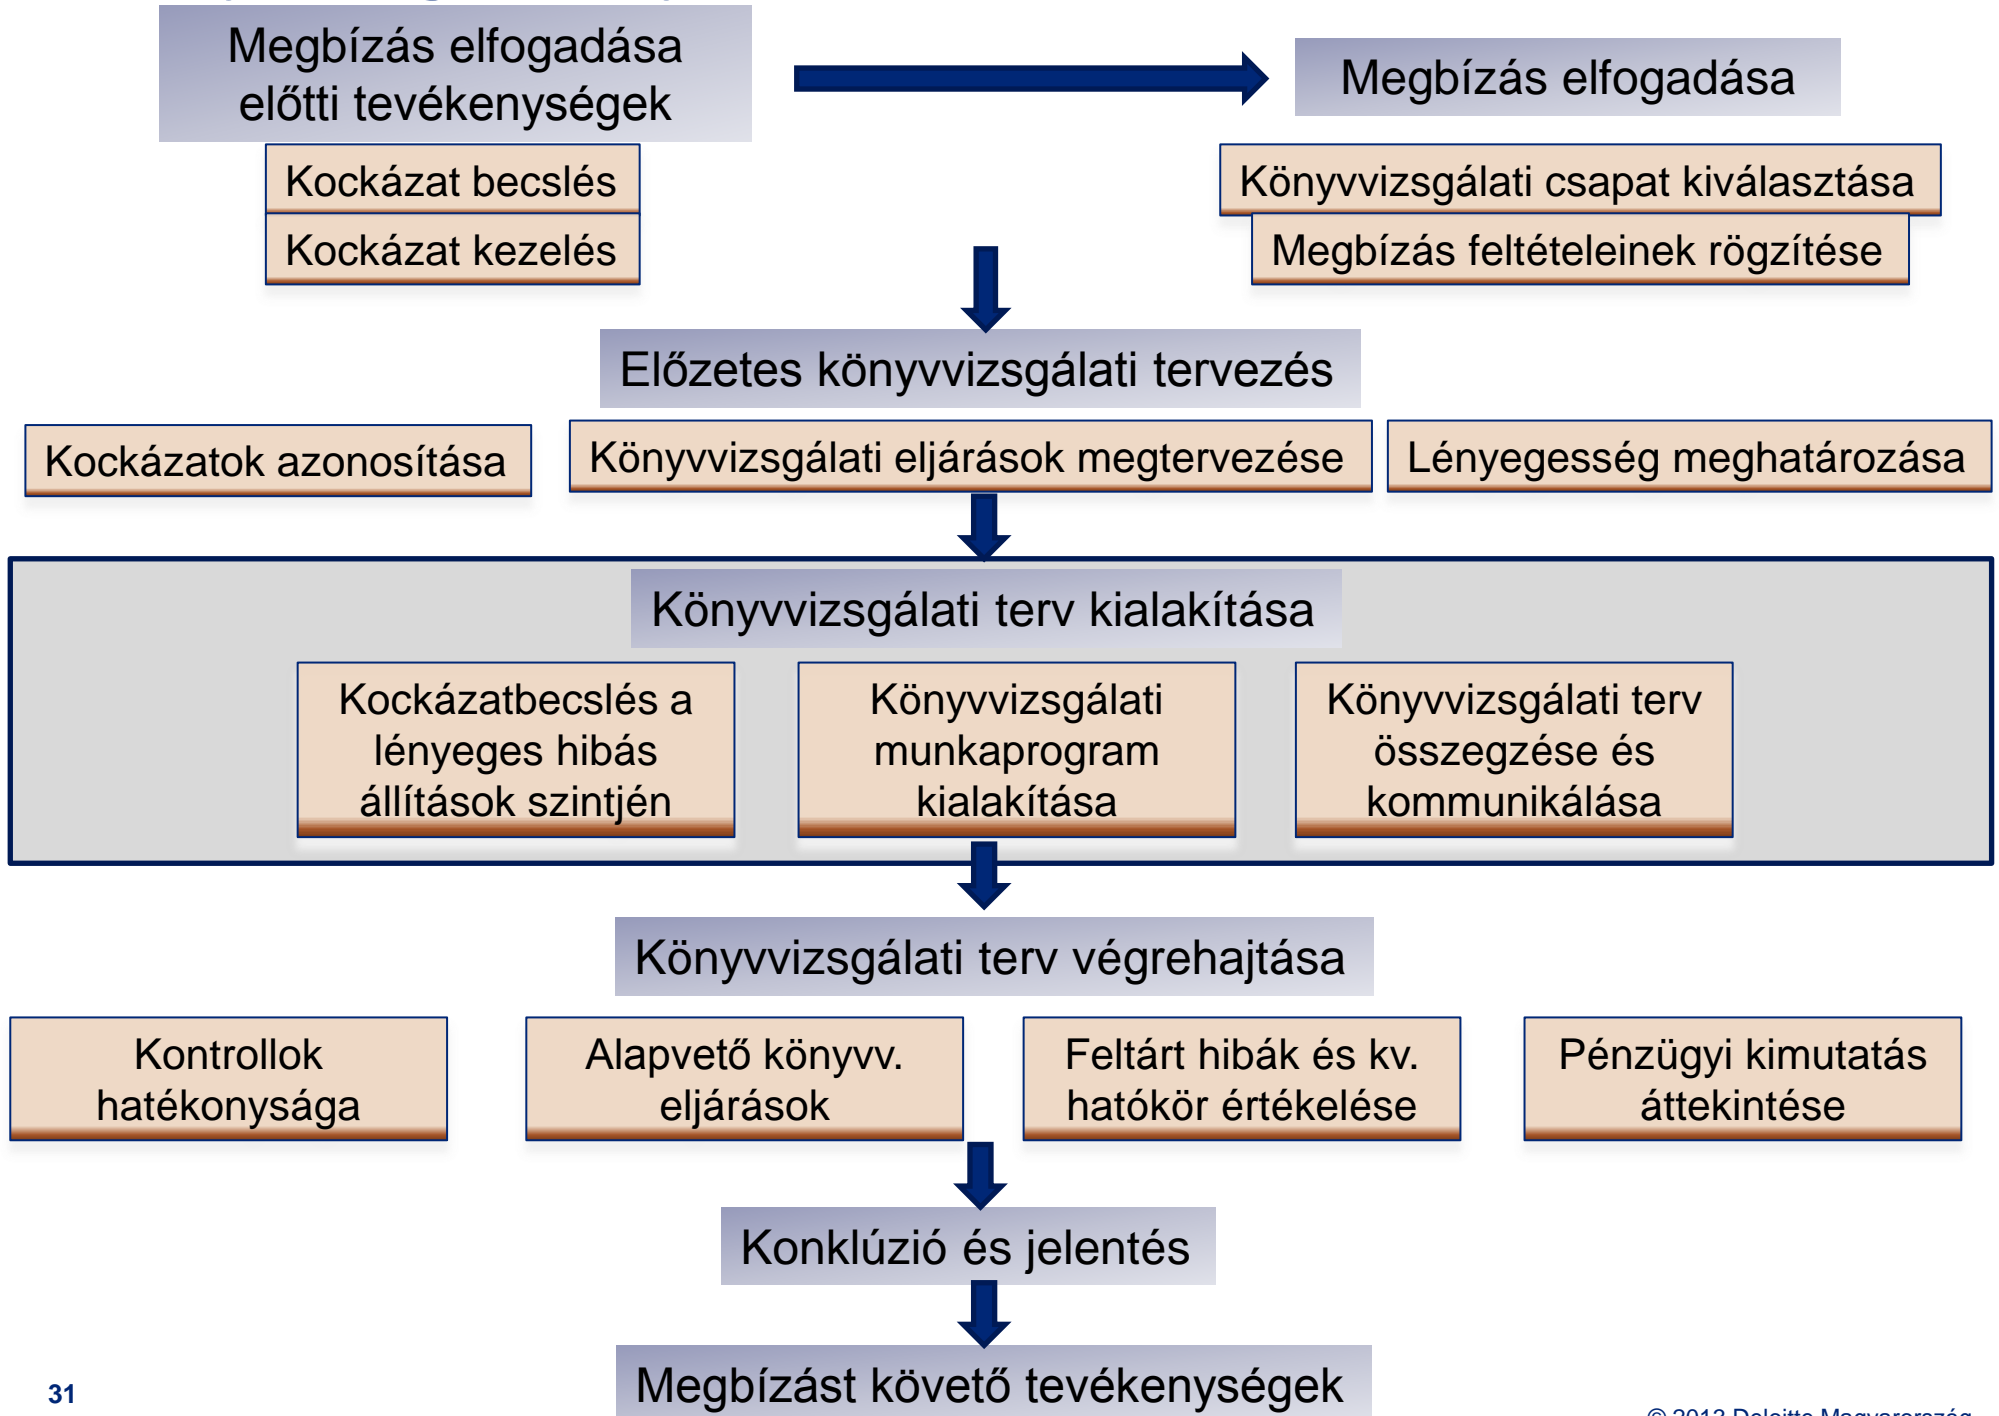 Megbízás elfogadása
előtti tevékenységek
Megbízás elfogadása
Kockázat becslés
Kockázat kezelés
Könyvvizsgálati csapat kiválasztása
Megbízás feltételeinek rögzítése
Előzetes könyvvizsgálati tervezés
Kockázatok azonosítása
Könyvvizsgálati eljárások megtervezése
Lényegesség meghatározása
Könyvvizsgálati terv kialakítása
Kockázatbecslés a
lényeges hibás
állítások szintjén
Könyvvizsgálati
munkaprogram
kialakítása
Könyvvizsgálati terv
összegzése és
kommunikálása
Könyvvizsgálati terv végrehajtása
Kontrollok
hatékonysága
Alapvető könyvv.
eljárások
Feltárt hibák és kv.
hatókör értékelése
Pénzügyi kimutatás
áttekintése
Konklúzió és jelentés
Megbízást követő tevékenységek
31
© 2013 Deloitte Magyarország